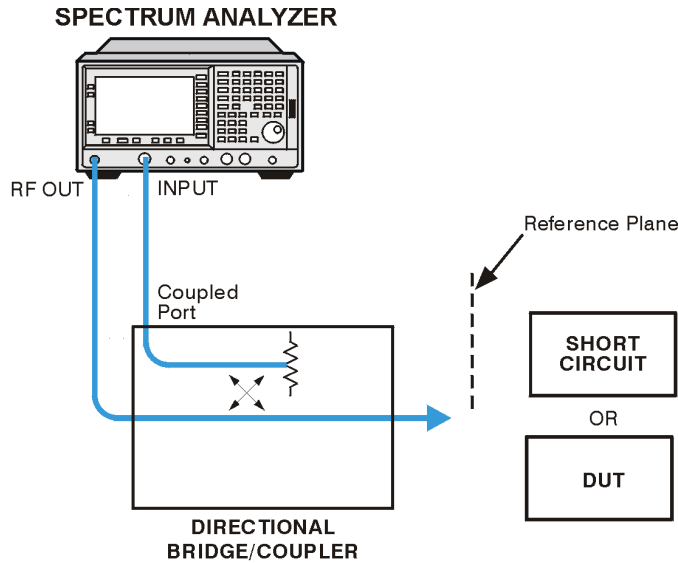 SPECTRUM ANALYZER
RF OUT
INPUT
Reference Plane
Coupled
Port
SHORT
CIRCUIT
OR
DUT
DIRECTIONAL
BRIDGE/COUPLER